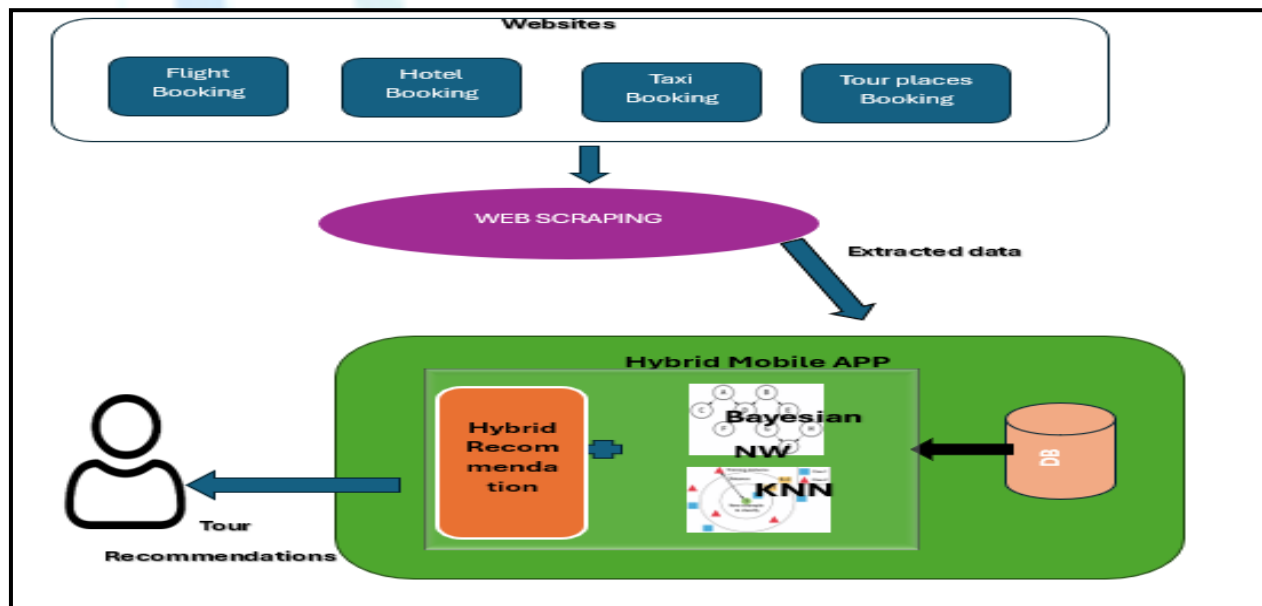 Websites
Flight
Booking
Hotel
Booking
Taxi
Booking
Tour places
Booking
WEB SCRAPING
Extracted data
Hybrid Mobile APP
Hybrid
Recom
menda
tion
A
B
C
Bayesian
NW
KNN
DB
Tour
Recommendations